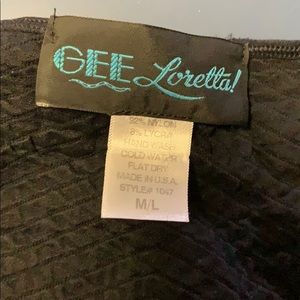 GEE Loretta!
92% NYLON
8% LYCRA
HAND WASH
COLD WATER
FLAT DRY
MADE IN U.S.A.
STYLE# 1047
M/L